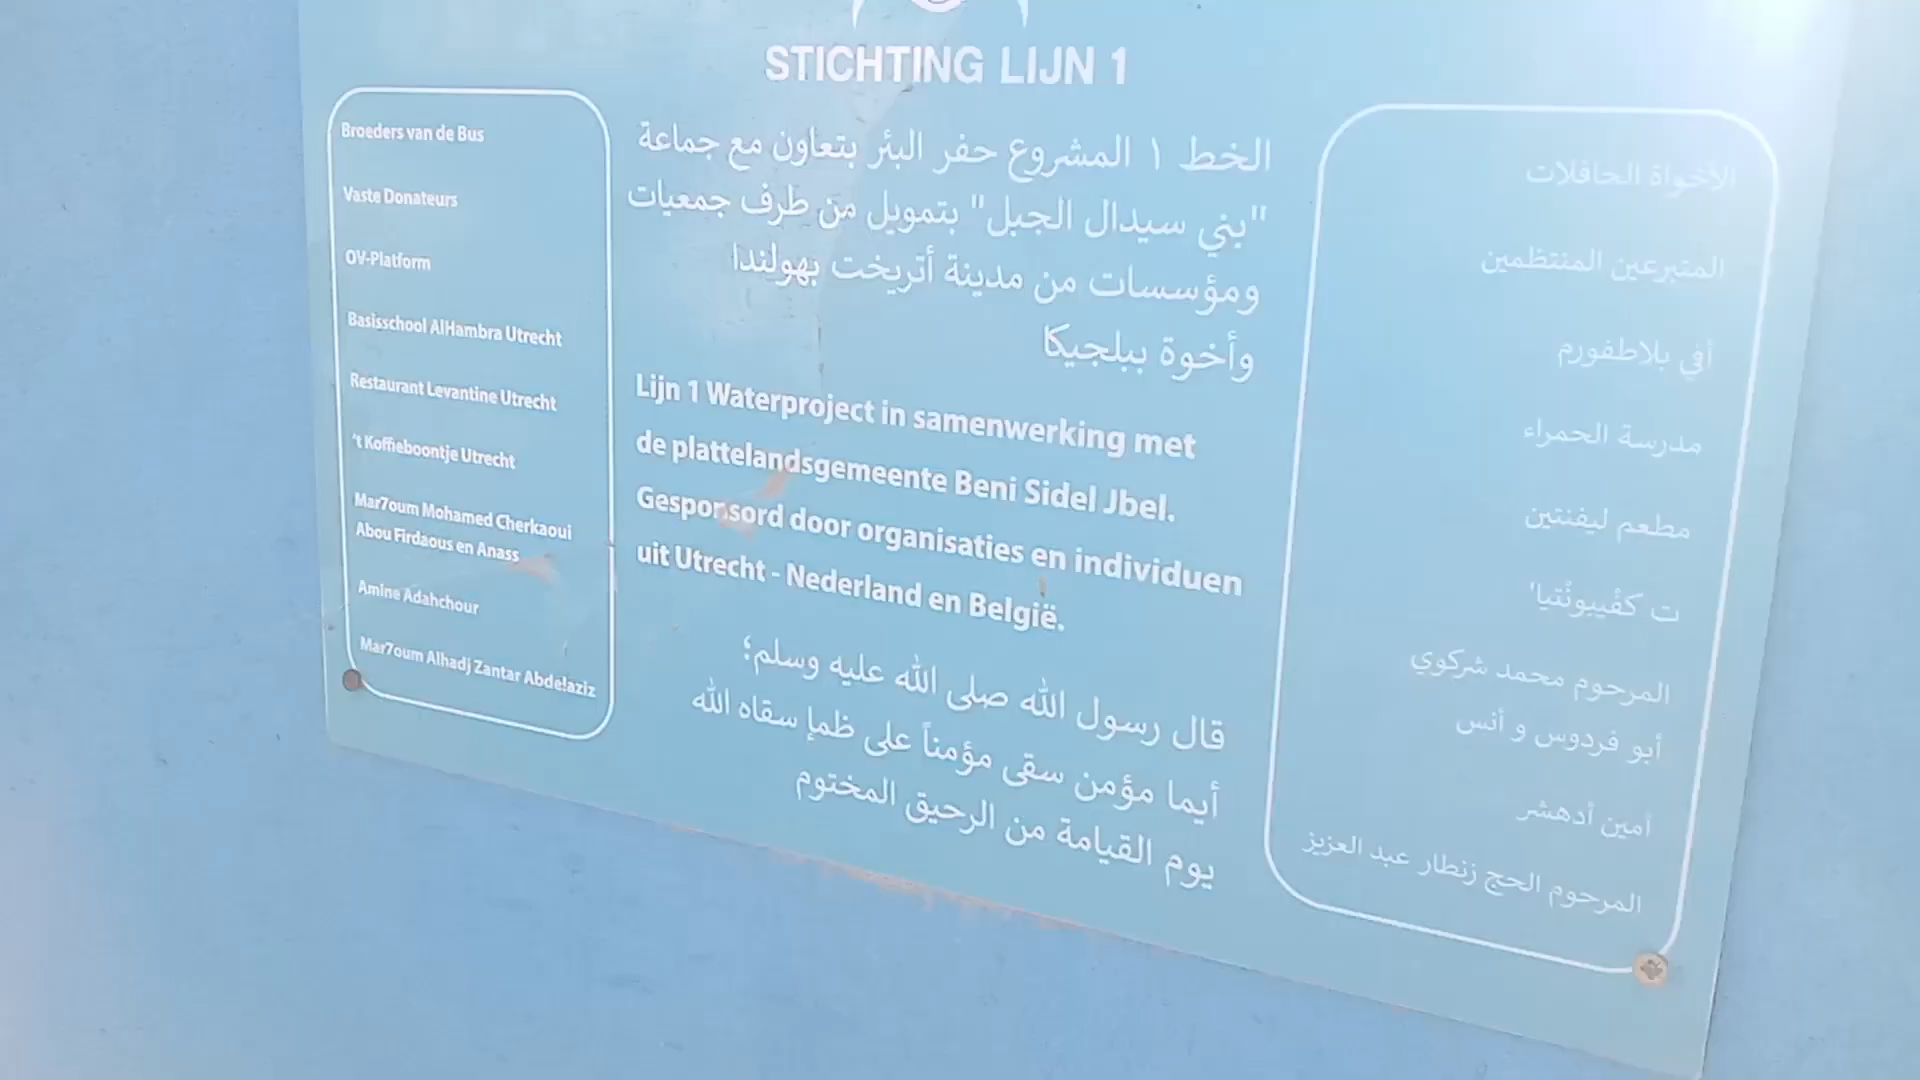 STICHTING LIJN 1
Broeders van de Bus
Vaste Donateurs
OV-Platform
Basisschool AlHambra Utrecht
Restaurant Levantine Utrecht
't Koffieboontje Utrecht
Mar7oum Mohamed Cherkaoui
Abou Firdaous en Anass
Amine Adahchour
Mar7oum Alhadj Zantar Abdelaziz
الخط ١ المشروع حفر البئر بتعاون مع جماعة
"بني سيدال الجبل" بتمويل من طرف جمعيات
ومؤسسات من مدينة أتريخت بهولندا
وأخوة ببلجيكا
Lijn 1 Waterproject in samenwerking met
de plattelandsgemeente Beni Sidel Jbel.
Gesponsord door organisaties en individuen
uit Utrecht - Nederland en België.
قال رسول الله صلى الله عليه وسلم؛
أيما مؤمن سقى مؤمناً على ظمإ سقاه الله
يوم القيامة من الرحيق المختوم
الأخواة الحافلات
المتبرعين المنتظمين
أفي بلاطفورم
مدرسة الحمراء
مطعم ليفنتين
ت كفْيبونْتيا'
المرحوم محمد شركوي
أبو فردوس و أنس
أمين أدهشر
المرحوم الحج زنطار عبد العزيز